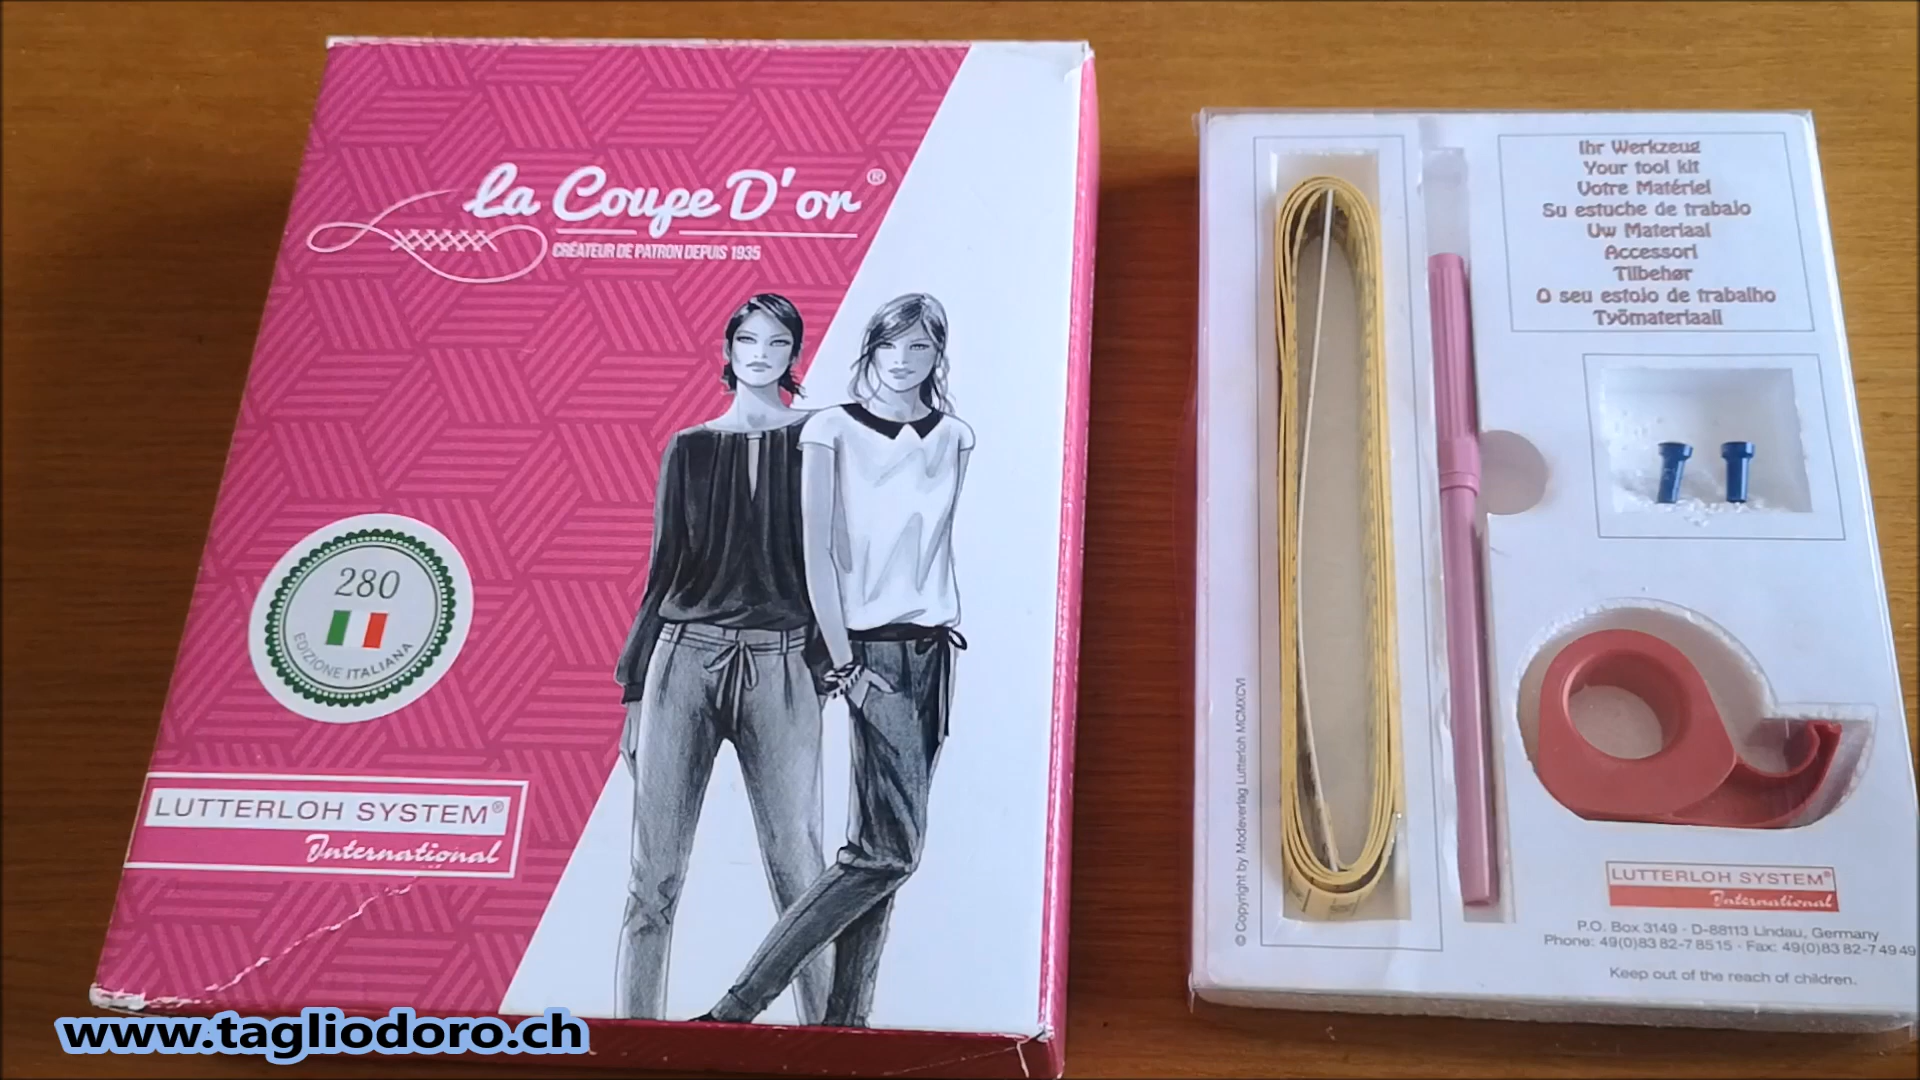 la Coupe D'or®
CRÉATEUR DE PATRON DEPUIS 1935
280
EDIZIONE ITALIANA
LUTTERLOH SYSTEM®
International
www.tagliodoro.ch
Ihr Werkzeug
Your tool kit
Votre Matériel
Su estuche de trabajo
Uw Materiaal
Accessori
Tilbehør
O seu estojo de trabalho
Työmateriaali
© Copyright by Modeverlag Lutterloh MCMXCVI
LUTTERLOH SYSTEM®
International
P.O. Box 3149 - D-88113 Lindau, Germany
Phone: 49(0)83 82-7 85 15 - Fax: 49(0)83 82-7 49 49
Keep out of the reach of children.